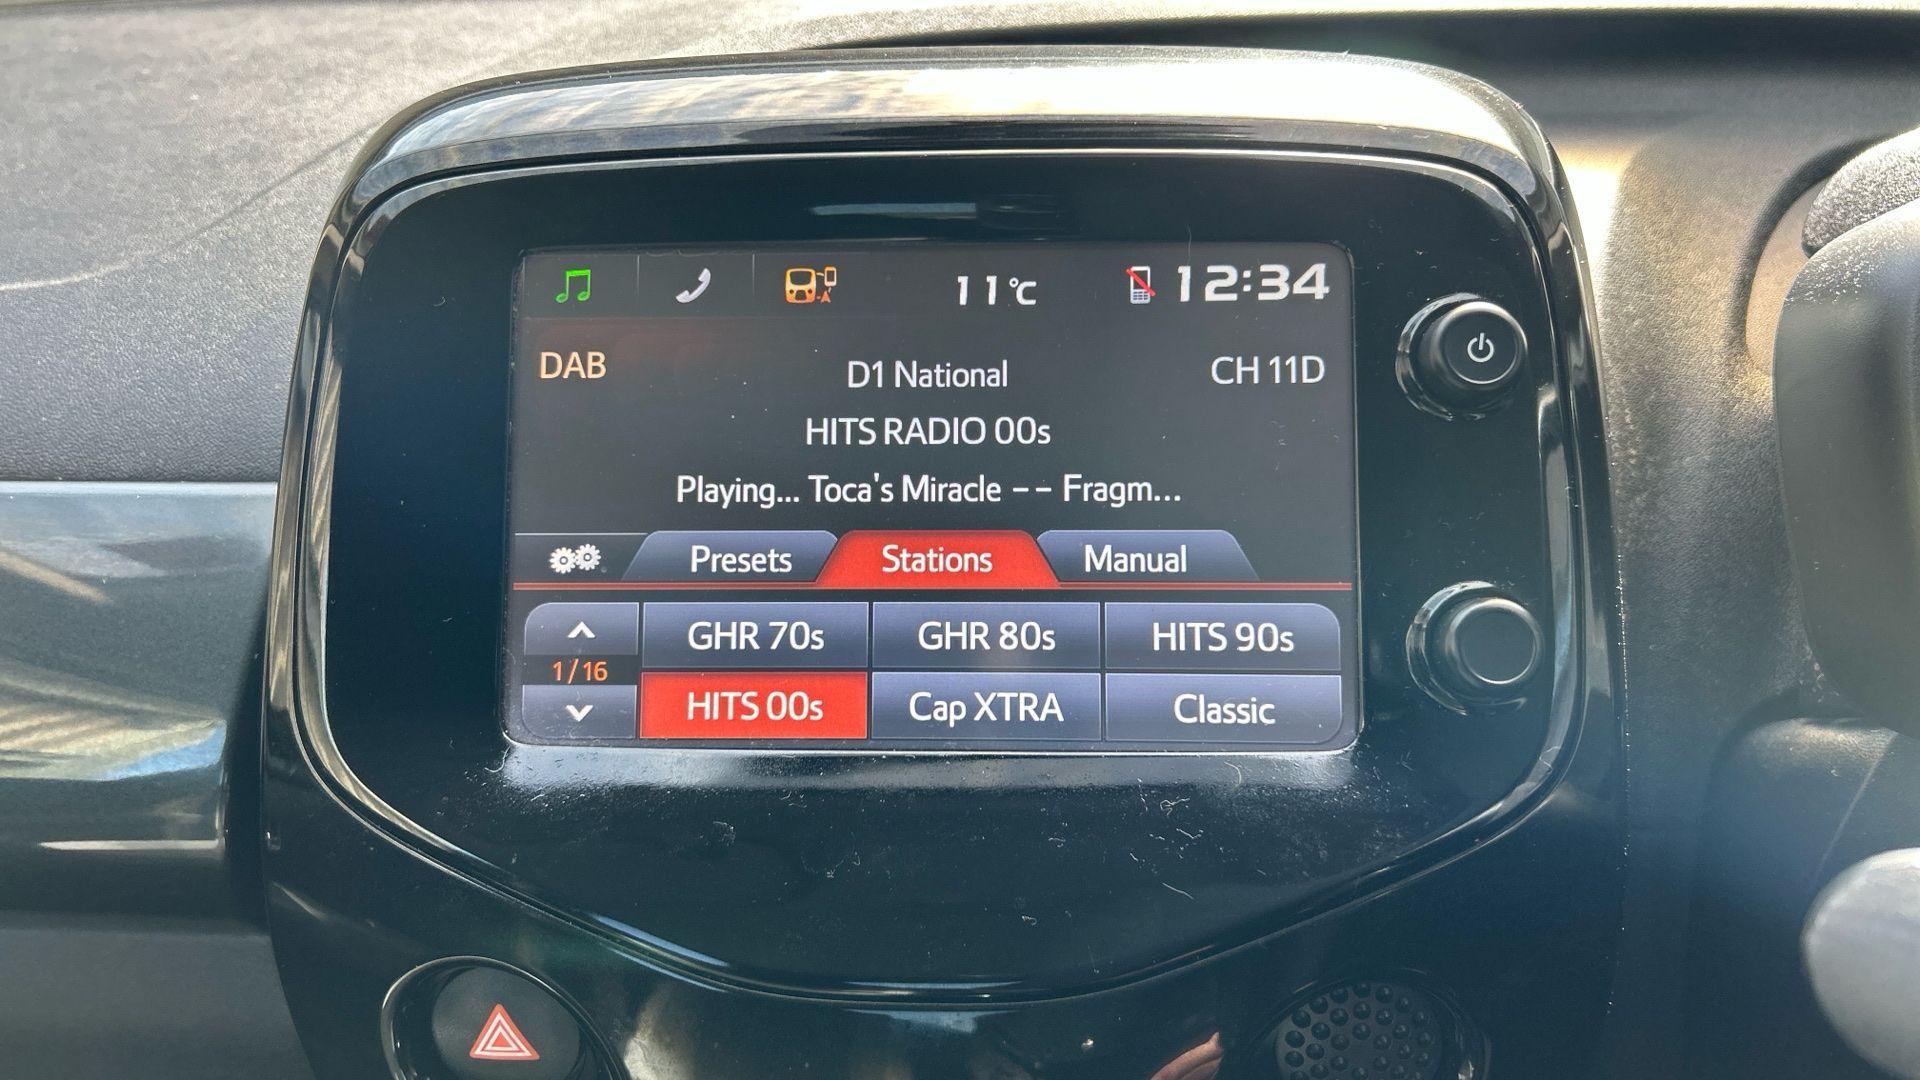 11°C 12:34
DAB D1 National CH 11D
HITS RADIO 00s
Playing... Toca's Miracle -- Fragm...
Presets Stations Manual
GHR 70s GHR 80s HITS 90s
1/16
HITS 00s Cap XTRA Classic